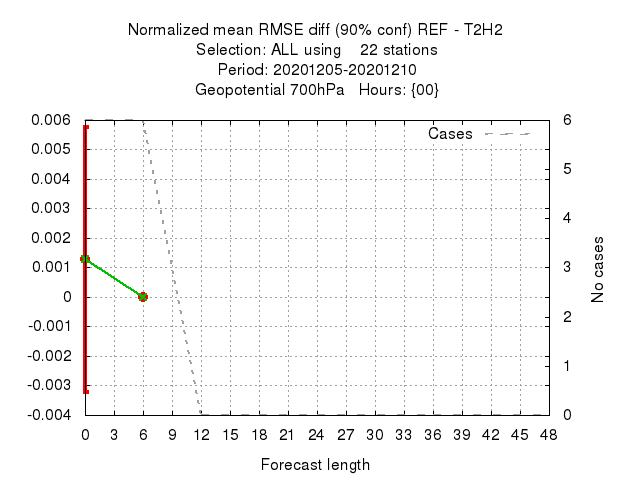 Normalized mean RMSE diff (90% conf) REF - T2H2
Selection: ALL using    22 stations
Period: 20201205-20201210
Geopotential 700hPa   Hours: {00}
Cases
0.006
0.005
0.004
0.003
0.002
0.001
0
-0.001
-0.002
-0.003
-0.004
6
5
4
3
2
1
0
No cases
0 3 6 9 12 15 18 21 24 27 30 33 36 39 42 45 48
Forecast length